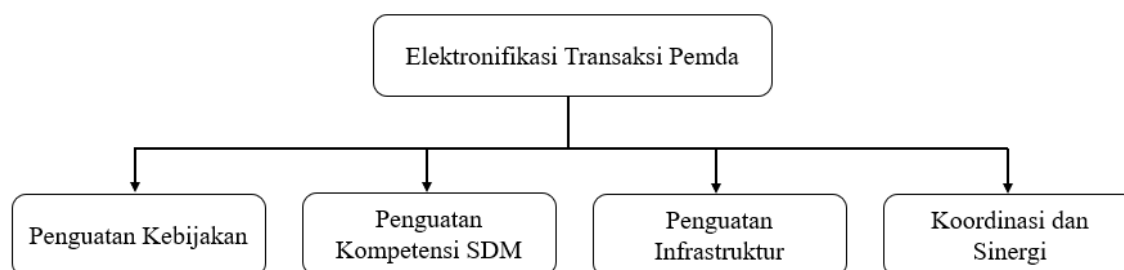 Elektronifikasi Transaksi Pemda
Penguatan Kebijakan
Penguatan
Kompetensi SDM
Penguatan
Infrastruktur
Koordinasi dan
Sinergi